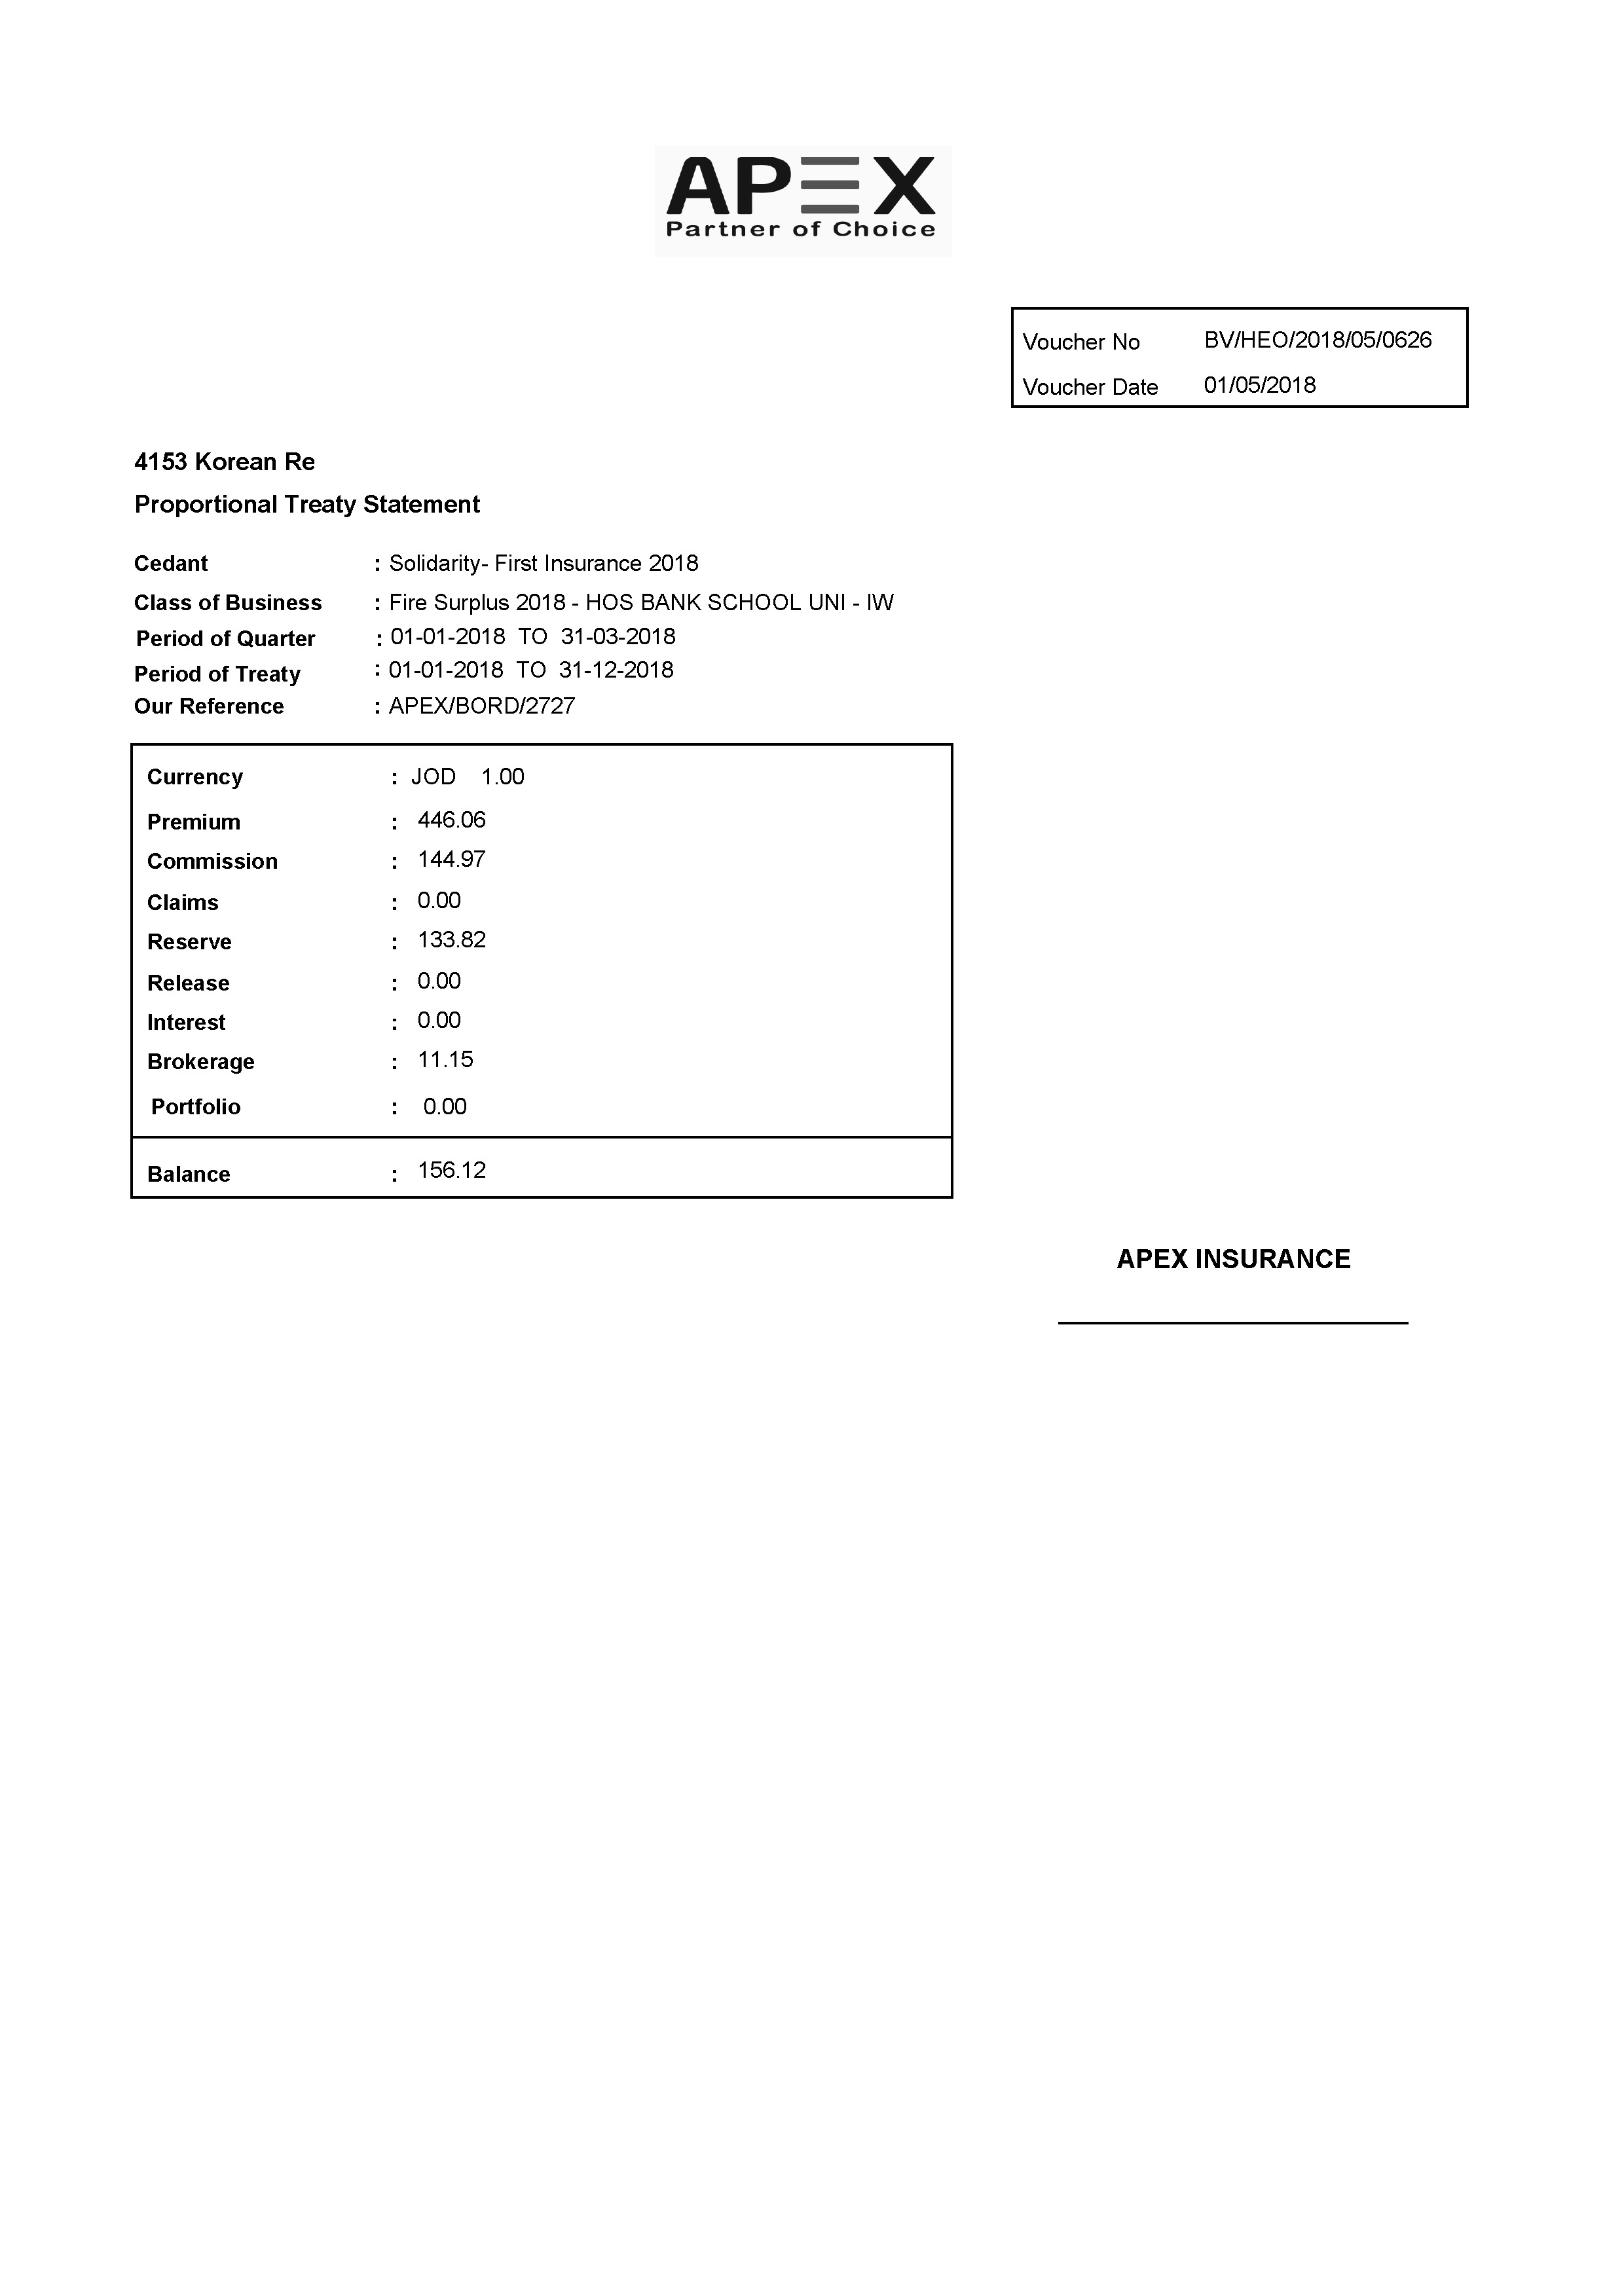 APEX
Partner of Choice
Voucher No BV/HEO/2018/05/0626
Voucher Date 01/05/2018
4153 Korean Re
Proportional Treaty Statement
Cedant : Solidarity- First Insurance 2018
Class of Business : Fire Surplus 2018 - HOS BANK SCHOOL UNI - IW
Period of Quarter : 01-01-2018 TO 31-03-2018
Period of Treaty : 01-01-2018 TO 31-12-2018
Our Reference : APEX/BORD/2727
Currency : JOD 1.00
Premium : 446.06
Commission : 144.97
Claims : 0.00
Reserve : 133.82
Release : 0.00
Interest : 0.00
Brokerage : 11.15
Portfolio : 0.00
Balance : 156.12
APEX INSURANCE